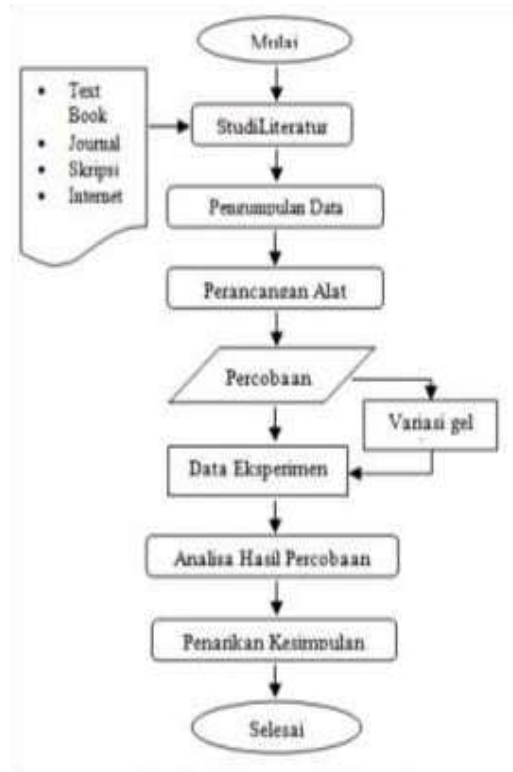 Mulai
• Text
Book
• Journal
• Skripsi
• Internet
StudiLiteratur
Pengumpulan Data
Perancangan Alat
Percobaan
Variasi gel
Data Eksperimen
Analisa Hasil Percobaan
Penarikan Kesimpulan
Selesai